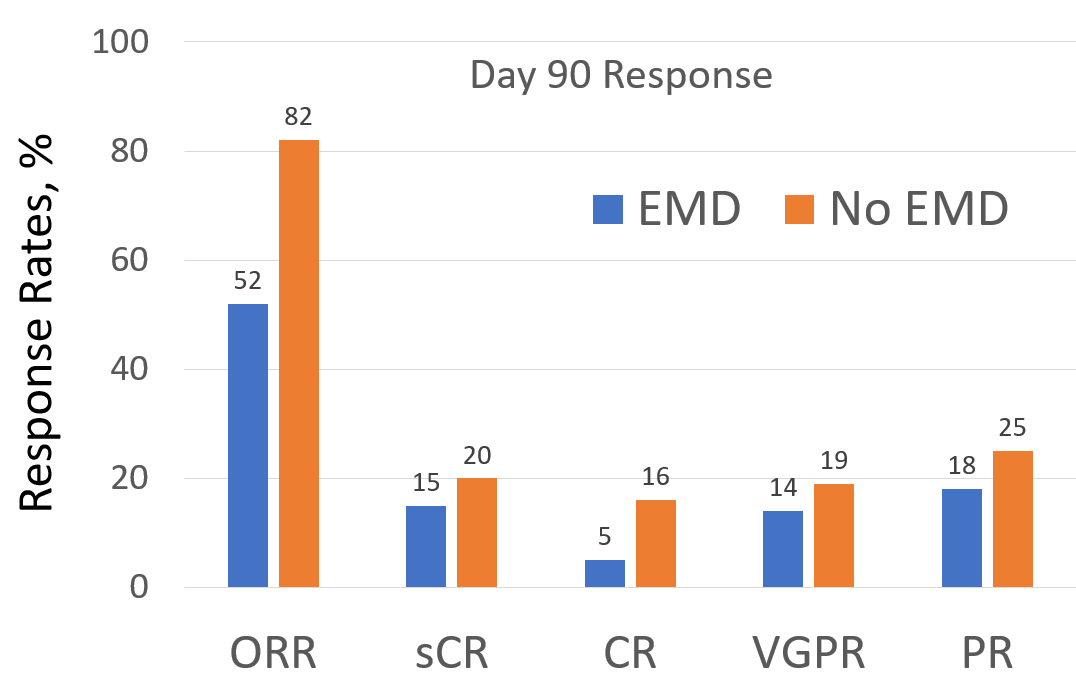 Day 90 Response
EMD No EMD
Response Rates, %
100
80
60
40
20
0
52 82
15 20
5 16
14 19
18 25
ORR sCR CR VGPR PR